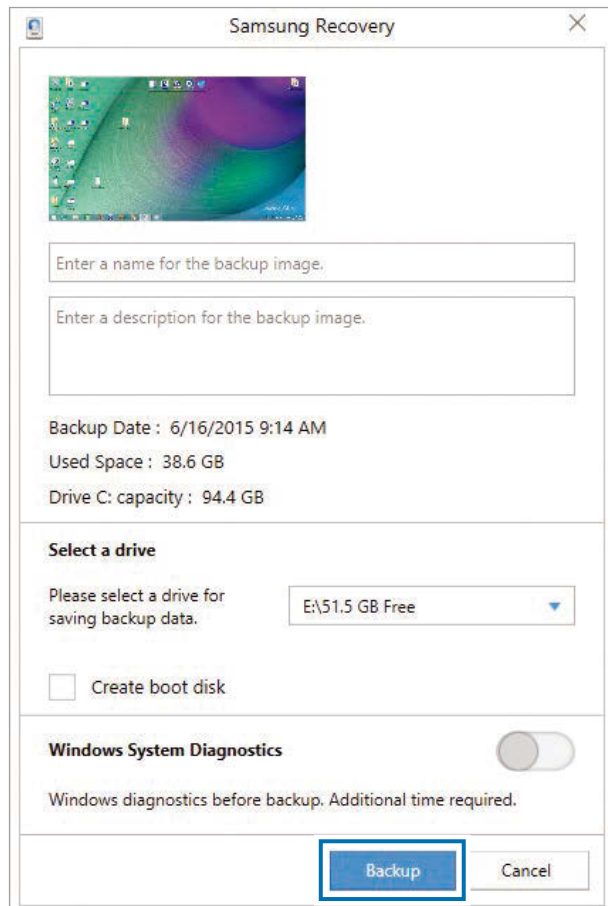 Samsung Recovery
Enter a name for the backup image.
Enter a description for the backup image.
Backup Date : 6/16/2015 9:14 AM
Used Space : 38.6 GB
Drive C: capacity : 94.4 GB
Select a drive
Please select a drive for
saving backup data.
E:\51.5 GB Free
Create boot disk
Windows System Diagnostics
Windows diagnostics before backup. Additional time required.
Backup
Cancel